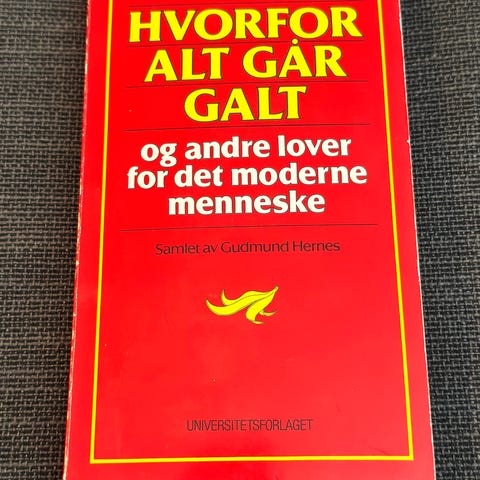 HVORFOR
ALT GÅR
GALT
og andre lover
for det moderne
menneske
Samlet av Gudmund Hernes
UNIVERSITETSFORLAGET